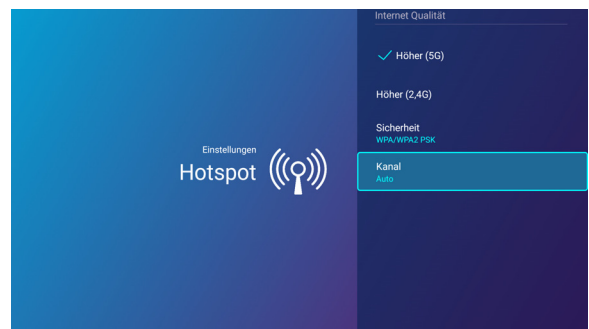 Internet Qualität
Höher (5G)
Höher (2,4G)
Sicherheit
WPA/WPA2 PSK
Einstellungen
Hotspot
Kanal
Auto